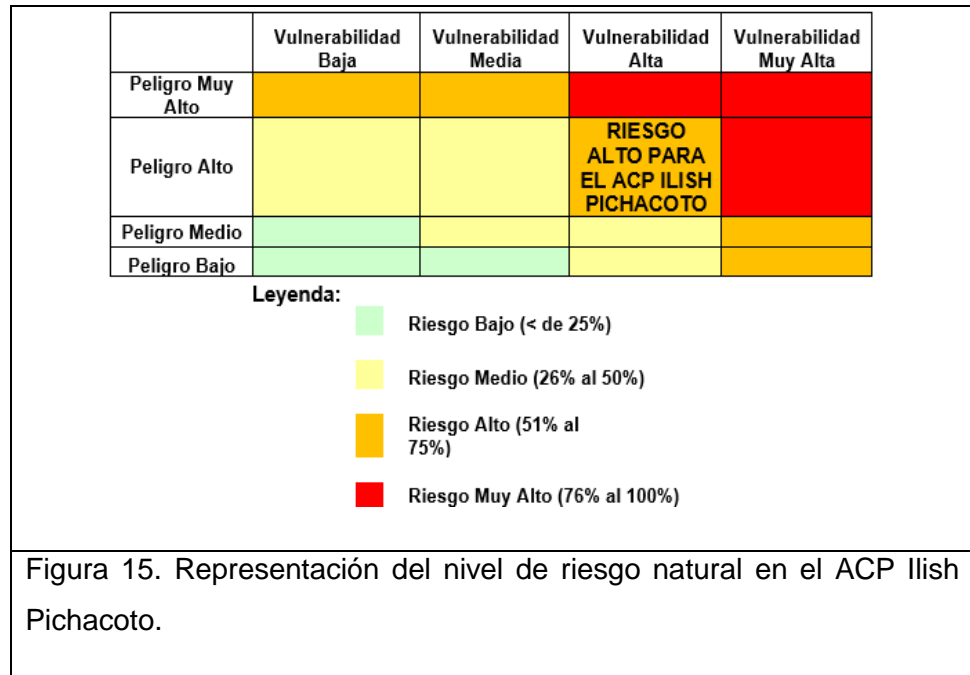 Vulnerabilidad Baja
Vulnerabilidad Media
Vulnerabilidad Alta
Vulnerabilidad Muy Alta
Peligro Muy
Alto
Peligro Alto
RIESGO
ALTO PARA
EL ACP ILISH
PICHACOTO
Peligro Medio
Peligro Bajo
Leyenda:
Riesgo Bajo (< de 25%)
Riesgo Medio (26% al 50%)
Riesgo Alto (51% al
75%)
Riesgo Muy Alto (76% al 100%)
Figura 15. Representación del nivel de riesgo natural en el ACP Ilish
Pichacoto.